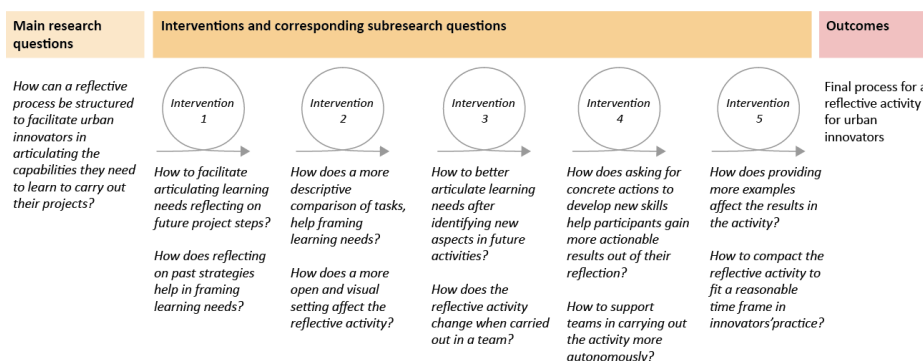 Main research
questions
Interventions and corresponding subresearch questions
Outcomes
How can a reflective
process be structured
to facilitate urban
innovators in
articulating the
capabilities they need
to learn to carry out
their projects?
Intervention
1
How to facilitate
articulating learning
needs reflecting on
future project steps?
How does reflecting
on past strategies
help in framing
learning needs?
Intervention
2
How does a more
descriptive
comparison of tasks,
help framing
learning needs?
How does a more
open and visual
setting affect the
reflective activity?
Intervention
3
How to better
articulate learning
needs after
identifying new
aspects in future
activities?
How does the
reflective activity
change when carried
out in a team?
Intervention
4
How does asking for
concrete actions to
develop new skills
help participants gain
more actionable
results out of their
reflection?
How to support
teams in carrying out
the activity more
autonomously?
Intervention
5
How does providing
more examples
affect the results in
the activity?
How to compact the
reflective activity to
fit a reasonable
time frame in
innovators'practice?
Final process for a
reflective activity
for urban
innovators